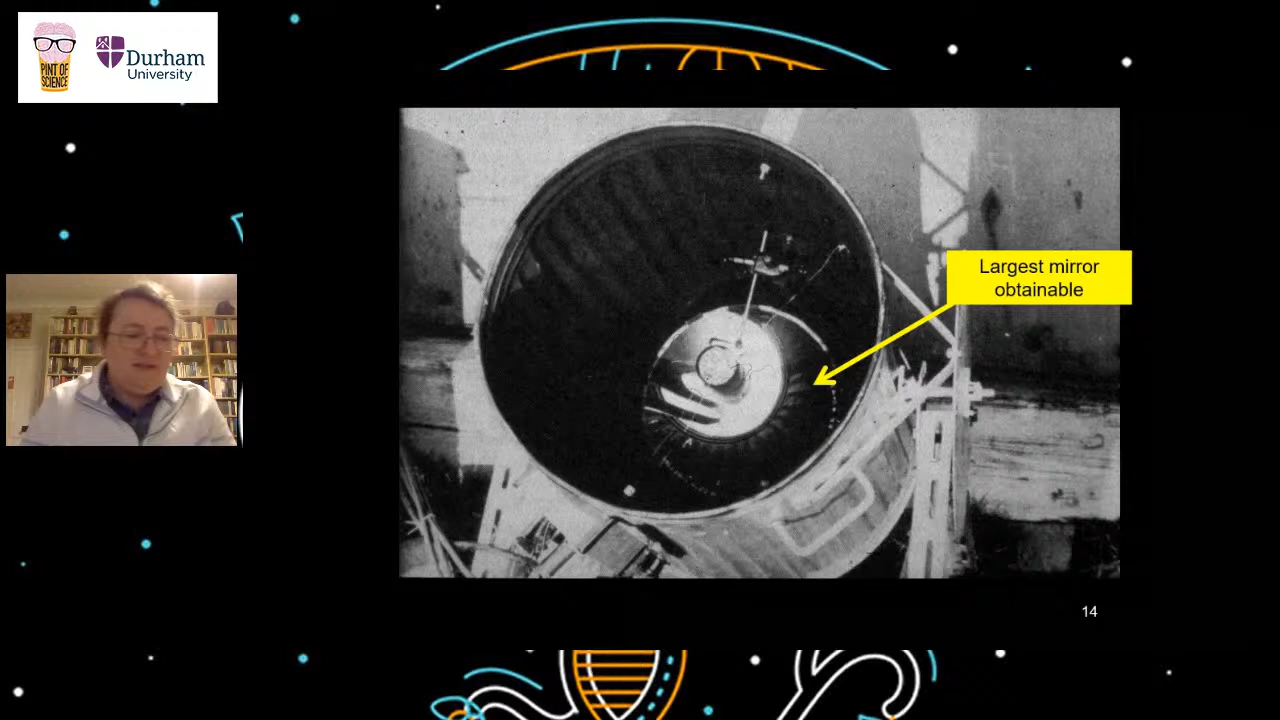 PINT OF
SCIENCE
Durham
University
Largest mirror
obtainable
14